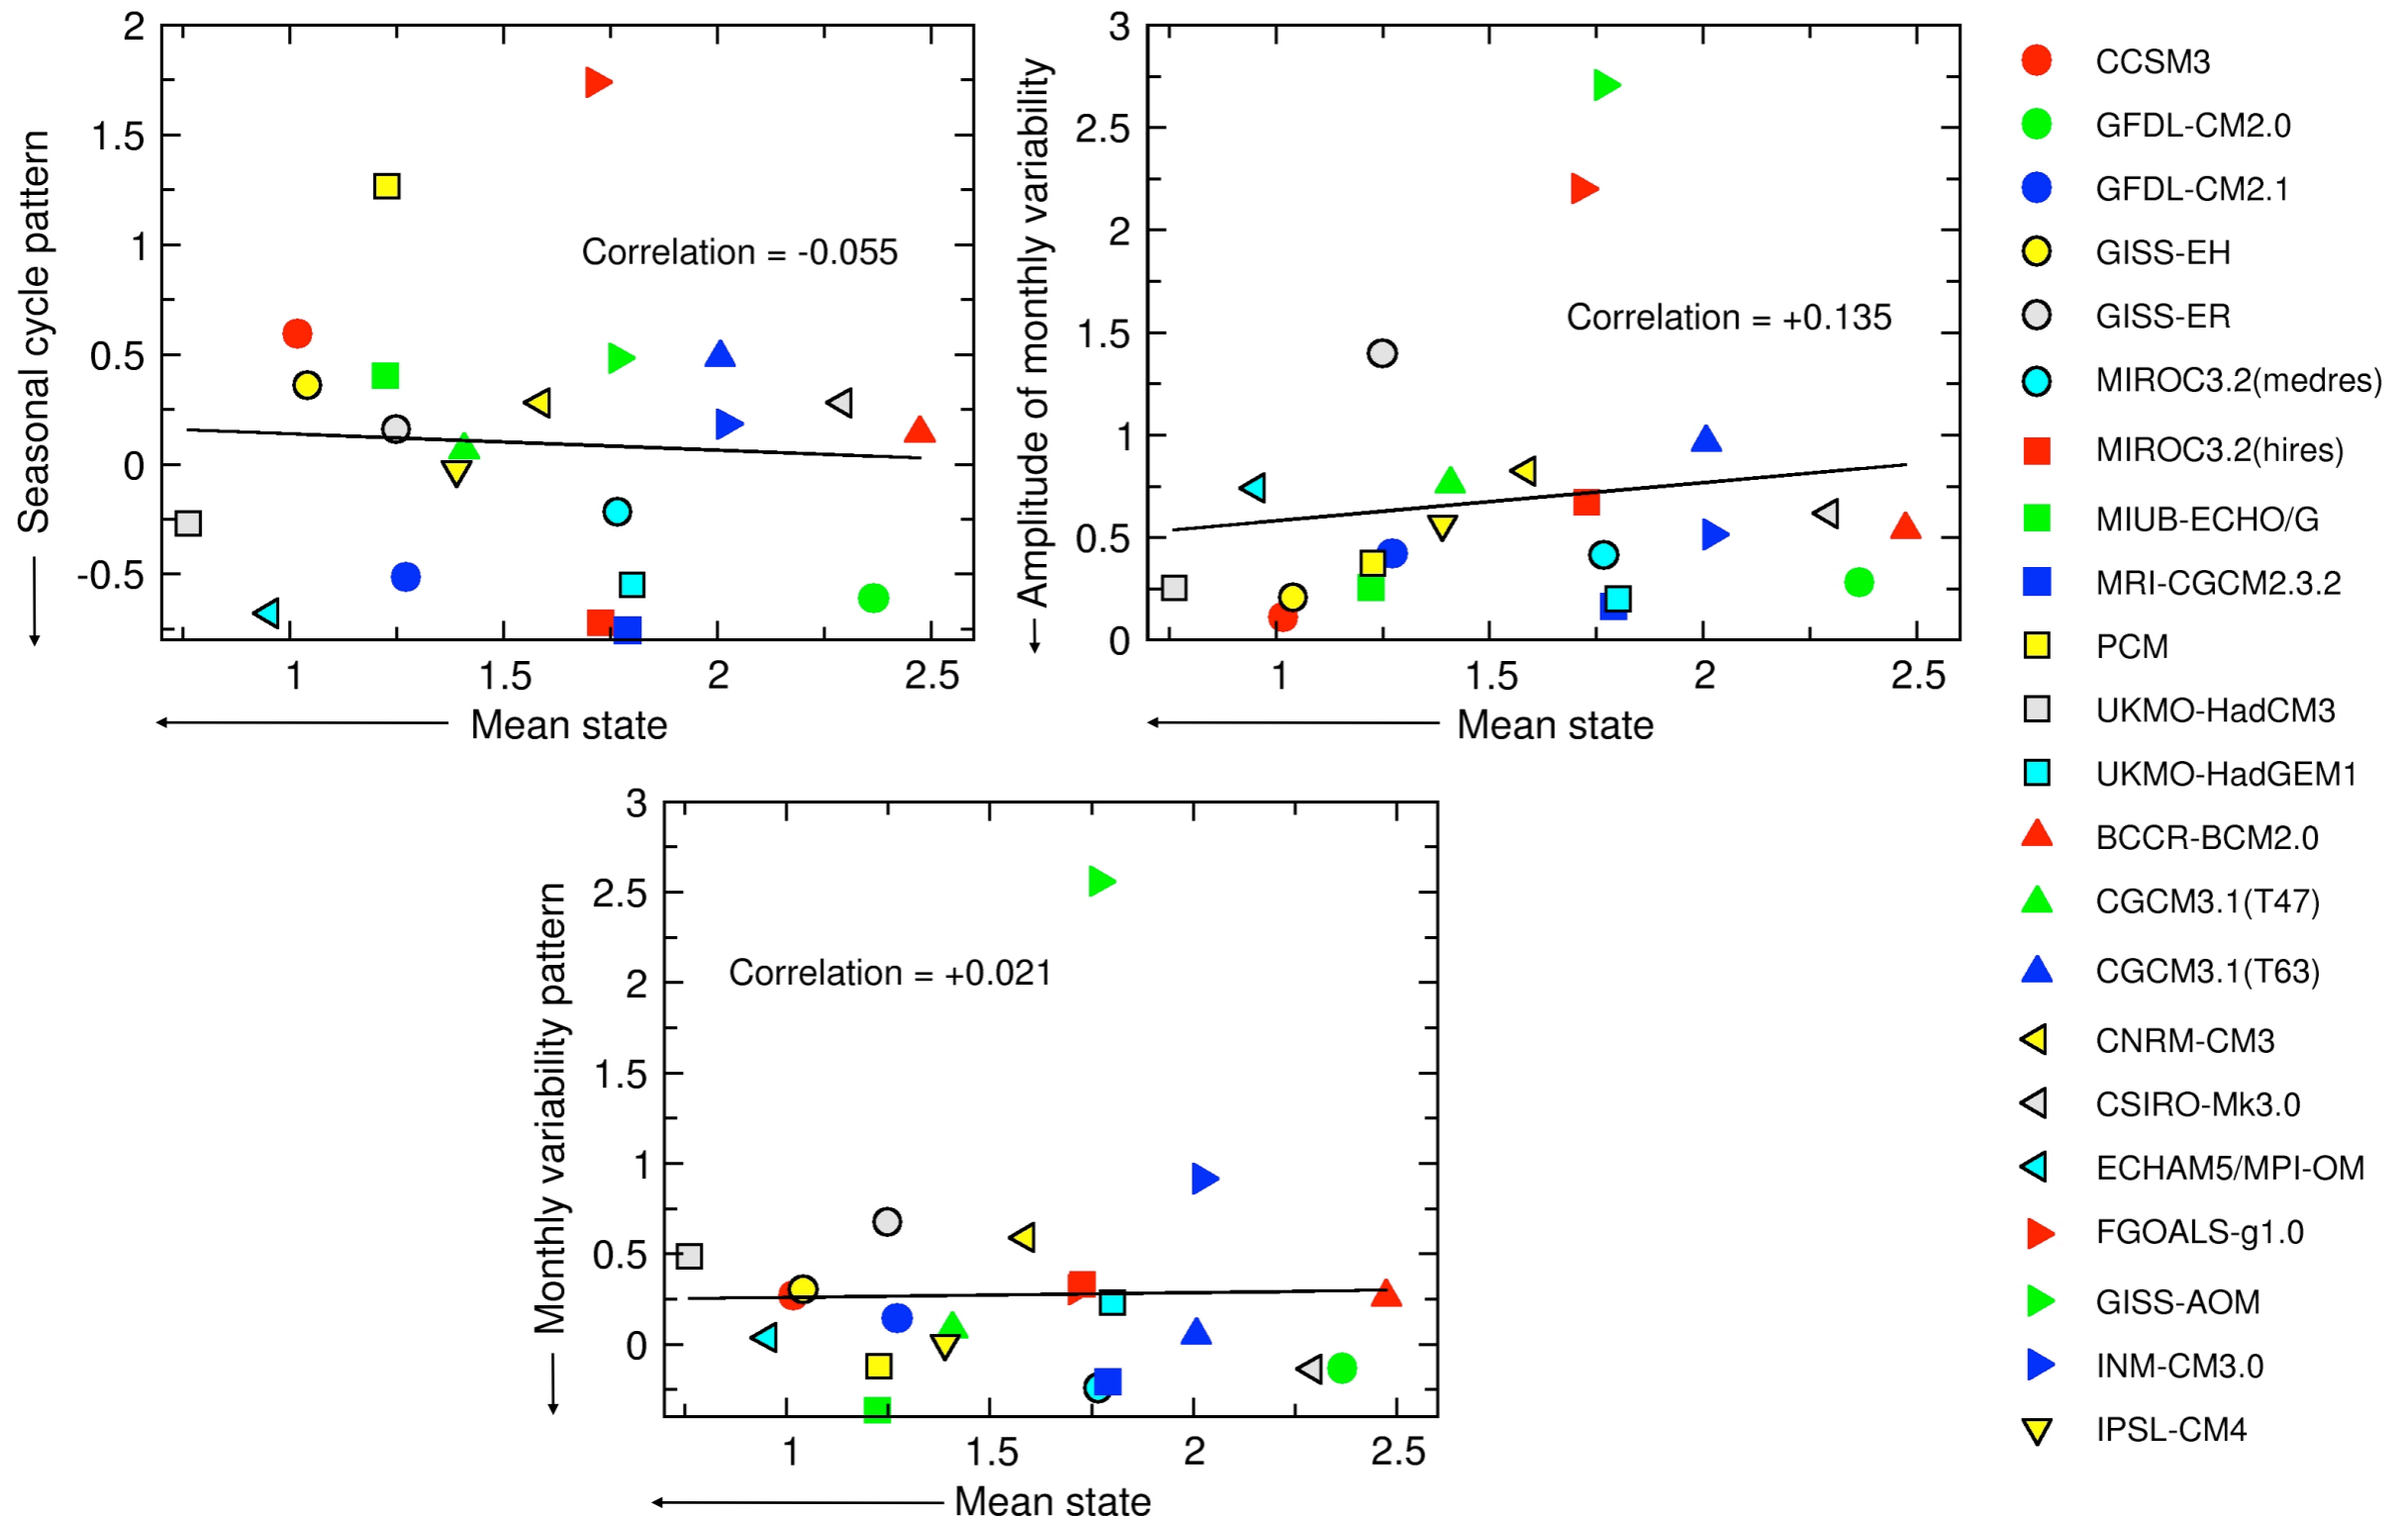 Seasonal cycle pattern
2
1.5
1
0.5
0
-0.5
Correlation = -0.055
1 1.5 2 2.5
Mean state
Amplitude of monthly variability
3
2.5
2
1.5
1
0.5
0
Correlation = +0.135
1 1.5 2 2.5
Mean state
Monthly variability pattern
3
2.5
2
1.5
1
0.5
0
Correlation = +0.021
1 1.5 2 2.5
Mean state
CCSM3
GFDL-CM2.0
GFDL-CM2.1
GISS-EH
GISS-ER
MIROC3.2(medres)
MIROC3.2(hires)
MIUB-ECHO/G
MRI-CGCM2.3.2
PCM
UKMO-HadCM3
UKMO-HadGEM1
BCCR-BCM2.0
CGCM3.1(T47)
CGCM3.1(T63)
CNRM-CM3
CSIRO-Mk3.0
ECHAM5/MPI-OM
FGOALS-g1.0
GISS-AOM
INM-CM3.0
IPSL-CM4